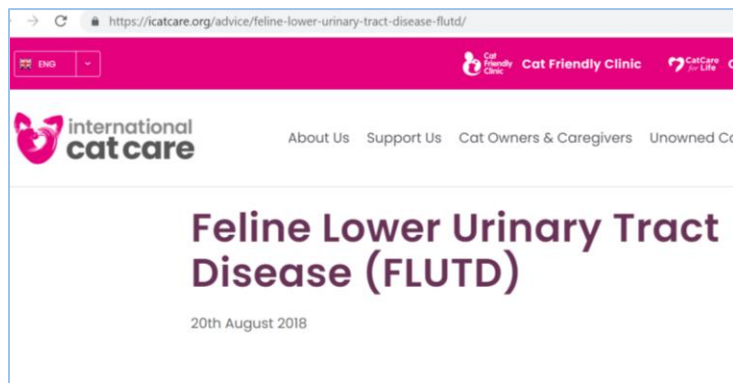 https://icatcare.org/advice/feline-lower-urinary-tract-disease-flutd/
ENG
Cat Friendly Clinic
Cat Friendly Clinic
CatCare for Life
international
cat care
About Us Support Us Cat Owners & Caregivers Unowned
Feline Lower Urinary Tract
Disease (FLUTD)
20th August 2018